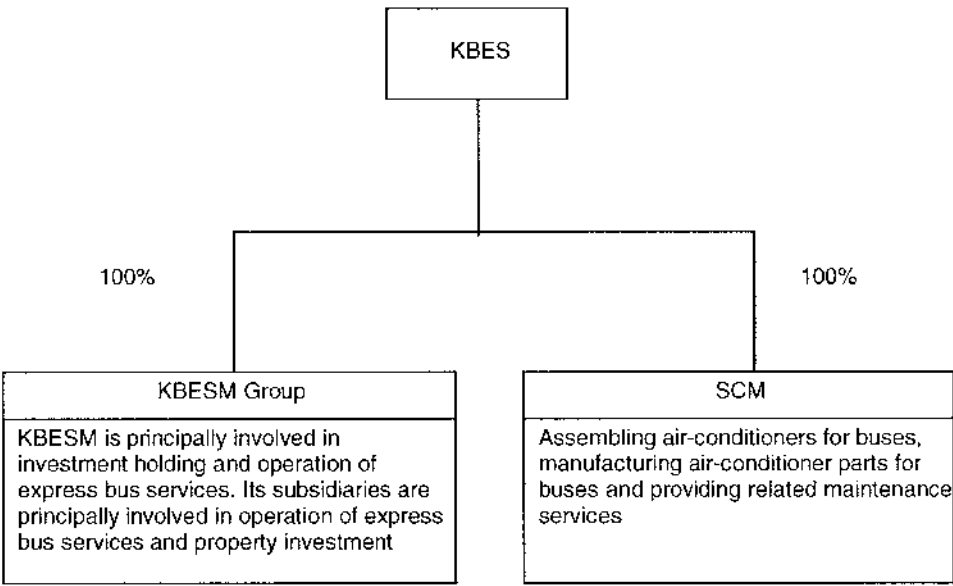 KBES
100%
100%
KBESM Group
KBESM is principally involved in
investment holding and operation of
express bus services. Its subsidiaries are
principally involved in operation of express
bus services and property investment
SCM
Assembling air-conditioners for buses,
manufacturing air-conditioner parts for
buses and providing related maintenance
services